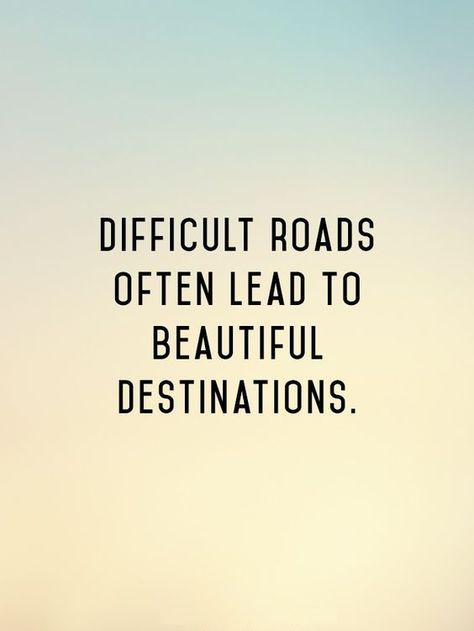 DIFFICULT ROADS
OFTEN LEAD TO
BEAUTIFUL
DESTINATIONS.